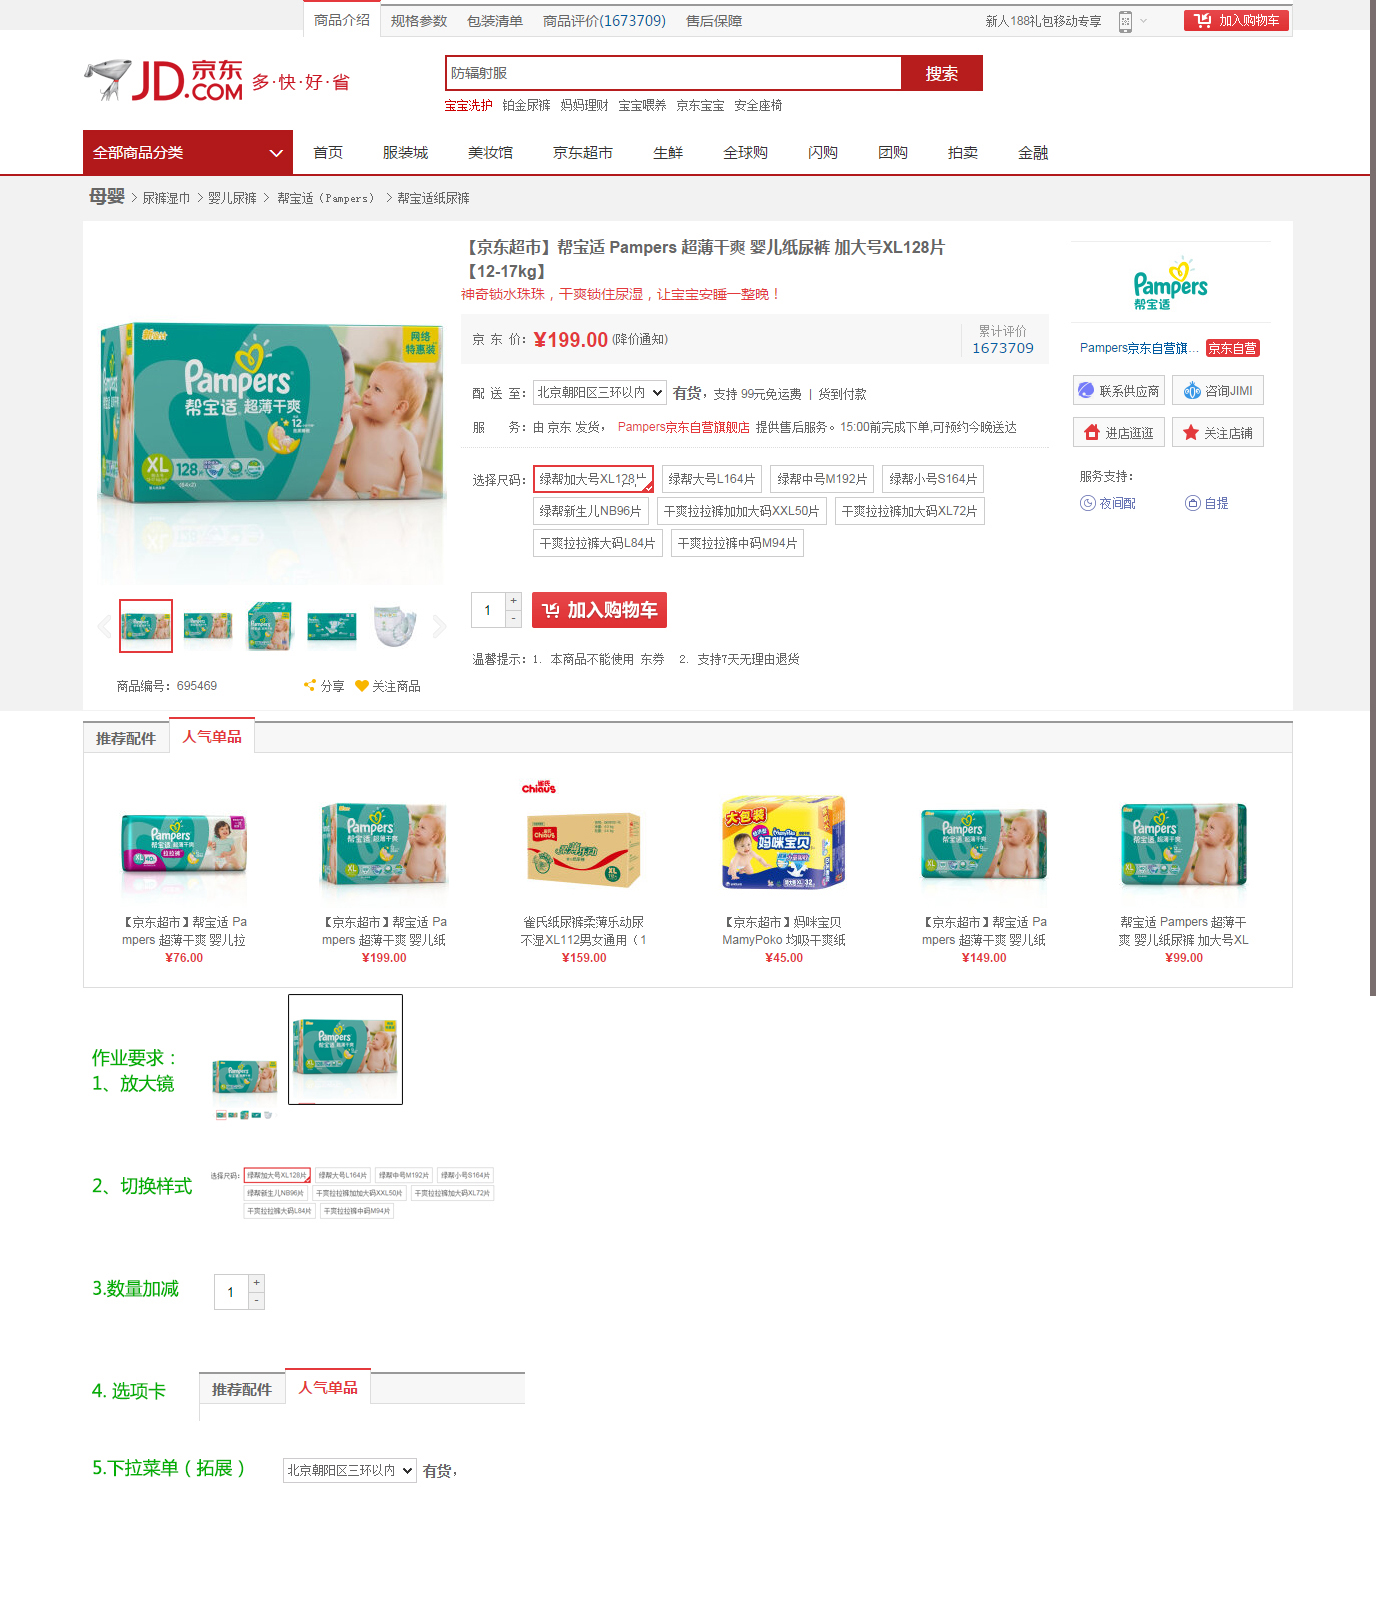 商品介绍 规格参数 包装清单 商品评价(1673709) 售后保障 新人188礼包移动专享 加入购物车
JD.COM 京东 多·快·好·省
防辐射服 搜索
宝宝洗护 铂金尿裤 妈妈理财 宝宝喂养 京东宝宝 安全座椅
全部商品分类 首页 服装城 美妆馆 京东超市 生鲜 全球购 闪购 团购 拍卖 金融
母婴 > 尿裤湿巾 > 婴儿尿裤 > 帮宝适（Pampers） > 帮宝适纸尿裤
【京东超市】帮宝适 Pampers 超薄干爽 婴儿纸尿裤 加大号XL128片
【12-17kg】
神奇锁水珠珠，干爽锁住尿湿，让宝宝安睡一整晚！
京 东 价： ¥199.00 (降价通知)
累计评价
1673709
配 送 至： 北京朝阳区三环以内 有货，支持 99元免运费 | 货到付款
服 务：由 京东 发货， Pampers京东自营旗舰店 提供售后服务。15:00前完成下单,可预约今晚送达
选择尺码： 绿帮加大号XL128片 绿帮大号L164片 绿帮中号M192片 绿帮小号S164片
绿帮新生儿NB96片 干爽拉拉裤加加大码XXL50片 干爽拉拉裤加大码XL72片
干爽拉拉裤大码L84片 干爽拉拉裤中码M94片
1 + - 加入购物车
温馨提示：1. 本商品不能使用 东券 2. 支持7天无理由退货
网络
特惠装
Pampers
帮宝适 超薄干爽
12
XL 128片
商品编号：695469 分享 关注商品
Pampers
帮宝适
Pampers京东自营旗... 京东自营
联系供应商 咨询JIMI
进店逛逛 关注店铺
服务支持：
夜间配 自提
推荐配件 人气单品
Chiaus
大包装
妈咪宝贝
【京东超市】帮宝适 Pa
mpers 超薄干爽 婴儿拉
¥76.00
【京东超市】帮宝适 Pa
mpers 超薄干爽 婴儿纸
¥199.00
雀氏纸尿裤柔薄乐动尿
不湿XL112男女通用（1
¥159.00
【京东超市】妈咪宝贝
MamyPoko 均吸干爽纸
¥45.00
【京东超市】帮宝适 Pa
mpers 超薄干爽 婴儿纸
¥149.00
帮宝适 Pampers 超薄干
爽 婴儿纸尿裤 加大号XL
¥99.00
作业要求：
1、放大镜
2、切换样式
选择尺码： 绿帮加大号XL128片 绿帮大号L164片 绿帮中号M192片 绿帮小号S164片
绿帮新生儿NB96片 干爽拉拉裤加加大码XXL50片 干爽拉拉裤加大码XL72片
干爽拉拉裤大码L84片 干爽拉拉裤中码M94片
3.数量加减 1 + -
4. 选项卡 推荐配件 人气单品
5.下拉菜单（拓展） 北京朝阳区三环以内 有货，